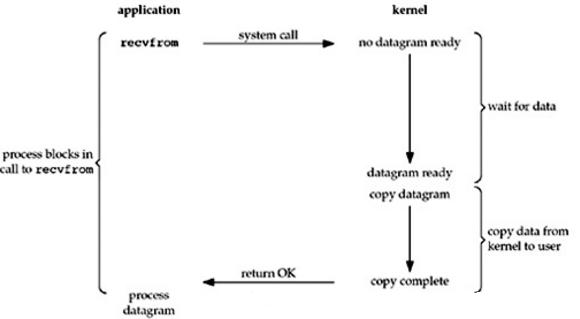 application
kernel
recvfrom
system call
no datagram ready
wait for data
process blocks in
call to recvfrom
datagram ready
copy datagram
copy data from
kernel to user
return OK
copy complete
process
datagram